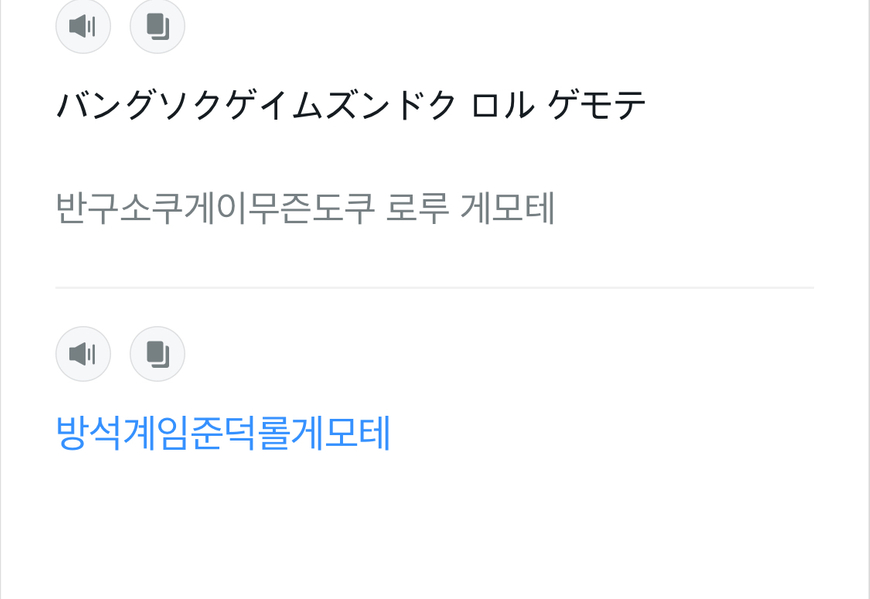 バングソクゲイムズンドク ロル ゲモテ
반구소쿠게이무즌도쿠 로루 게모테
방석계임준덕롤게모테